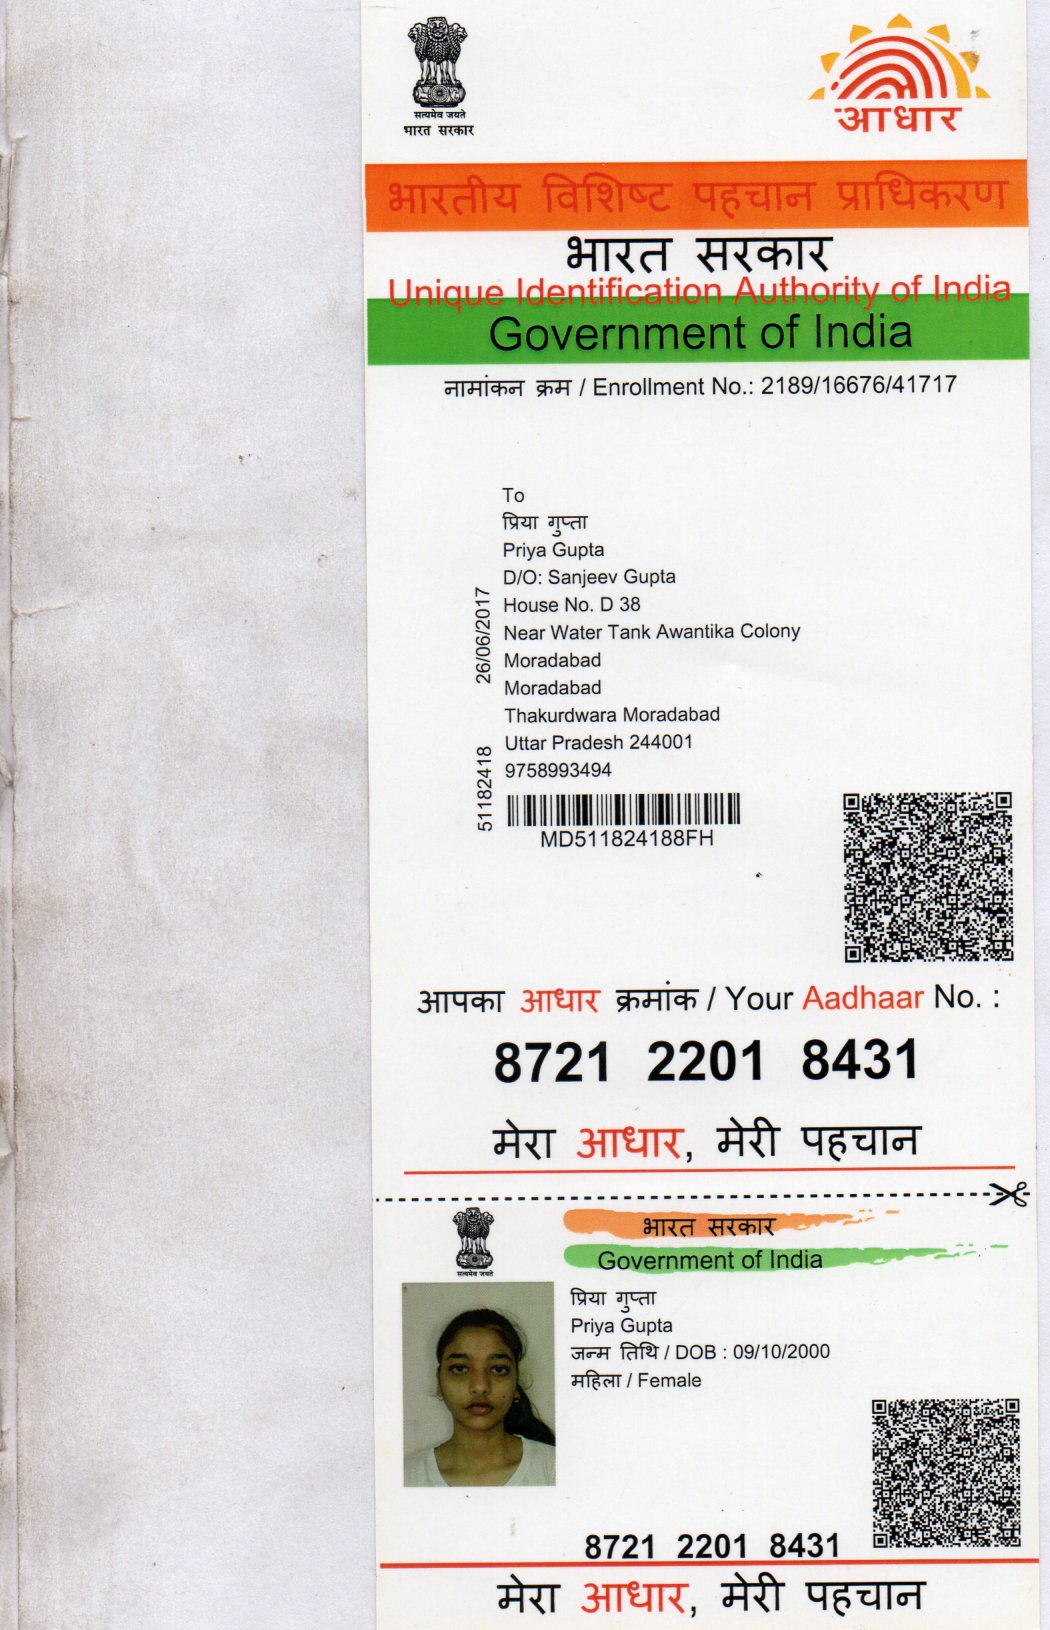 सत्यमेव जयते
भारत सरकार
आधार
भारतीय विशिष्ट पहचान प्राधिकरण
भारत सरकार
Unique Identification Authority of India
Government of India
नामांकन क्रम / Enrollment No.: 2189/16676/41717
To
प्रिया गुप्ता
Priya Gupta
D/O: Sanjeev Gupta
House No. D 38
Near Water Tank Awantika Colony
Moradabad
Moradabad
Thakurdwara Moradabad
Uttar Pradesh 244001
9758993494
26/06/2017
51182418
MD511824188FH
आपका आधार क्रमांक / Your Aadhaar No. :
8721 2201 8431
मेरा आधार, मेरी पहचान
सत्यमेव जयते
भारत सरकार
Government of India
प्रिया गुप्ता
Priya Gupta
जन्म तिथि / DOB : 09/10/2000
महिला / Female
8721 2201 8431
मेरा आधार, मेरी पहचान